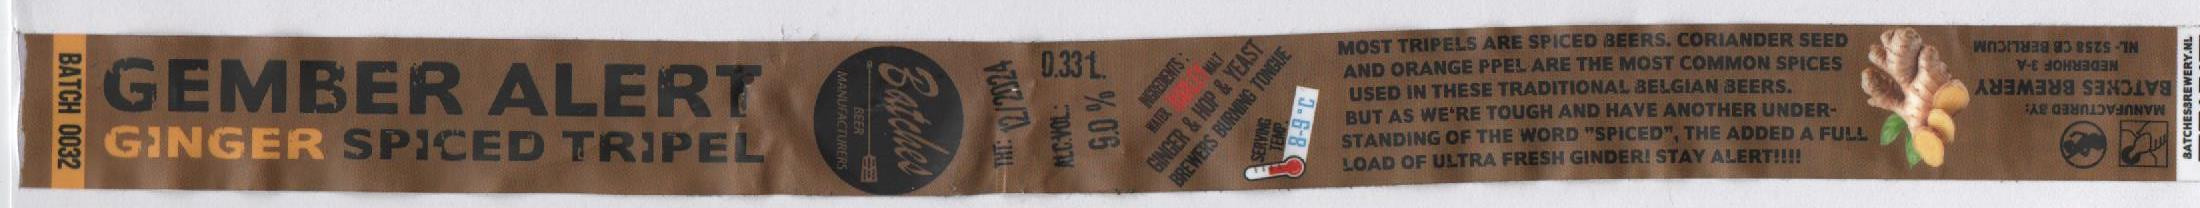 BATCH 0032
GEMBER ALERT
GINGER SPICED TRIPEL
Batches
BEER
MANUFACTURERS
THT: 12/2024
0.33 L.
ALC.VOL.:
9.0 %
INGREDIENTS:
WATER, BARLEY MALT
GINGER & HOP & YEAST
BREWERS BURNING TONGUE
SERVING
TEMP.
8-9°C
MOST TRIPELS ARE SPICED BEERS. CORIANDER SEED
AND ORANGE PPEL ARE THE MOST COMMON SPICES
USED IN THESE TRADITIONAL BELGIAN BEERS.
BUT AS WE'RE TOUGH AND HAVE ANOTHER UNDER-
STANDING OF THE WORD "SPICED", THE ADDED A FULL
LOAD OF ULTRA FRESH GINDER! STAY ALERT!!!!
MANUFACTURED BY:
BATCHES BREWERY
NEDERHOF 3-A
NL- 5258 CB BERLICUM
BATCHESBREWERY.NL